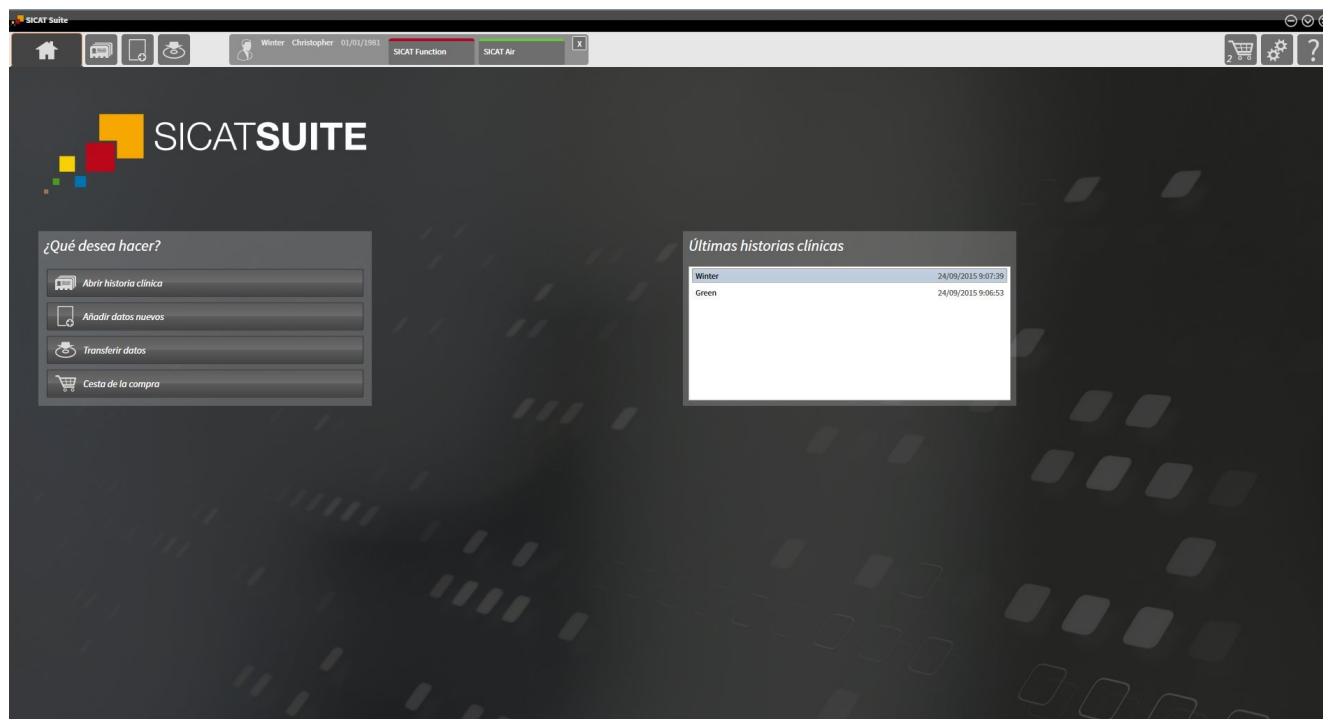 SICAT Suite
Winter Christopher 01/01/1981
SICAT Function
SICAT Air
X
2
?
SICATSUITE
¿Qué desea hacer?
Abrir historia clínica
Añadir datos nuevos
Transferir datos
Cesta de la compra
Últimas historias clínicas
Winter 24/09/2015 9:07:39
Green 24/09/2015 9:06:53